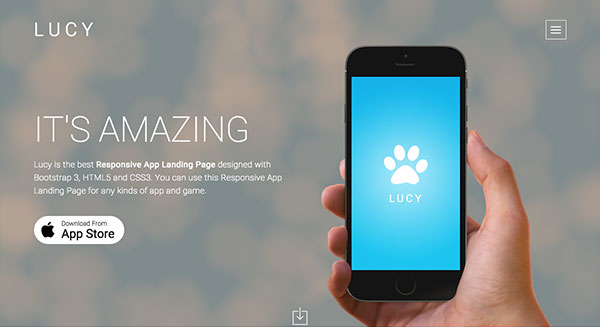 LUCY
IT'S AMAZING
Lucy is the best Responsive App Landing Page designed with
Bootstrap 3, HTML5 and CSS3. You can use this Responsive App
Landing Page for any kinds of app and game.
Download From
App Store
LUCY